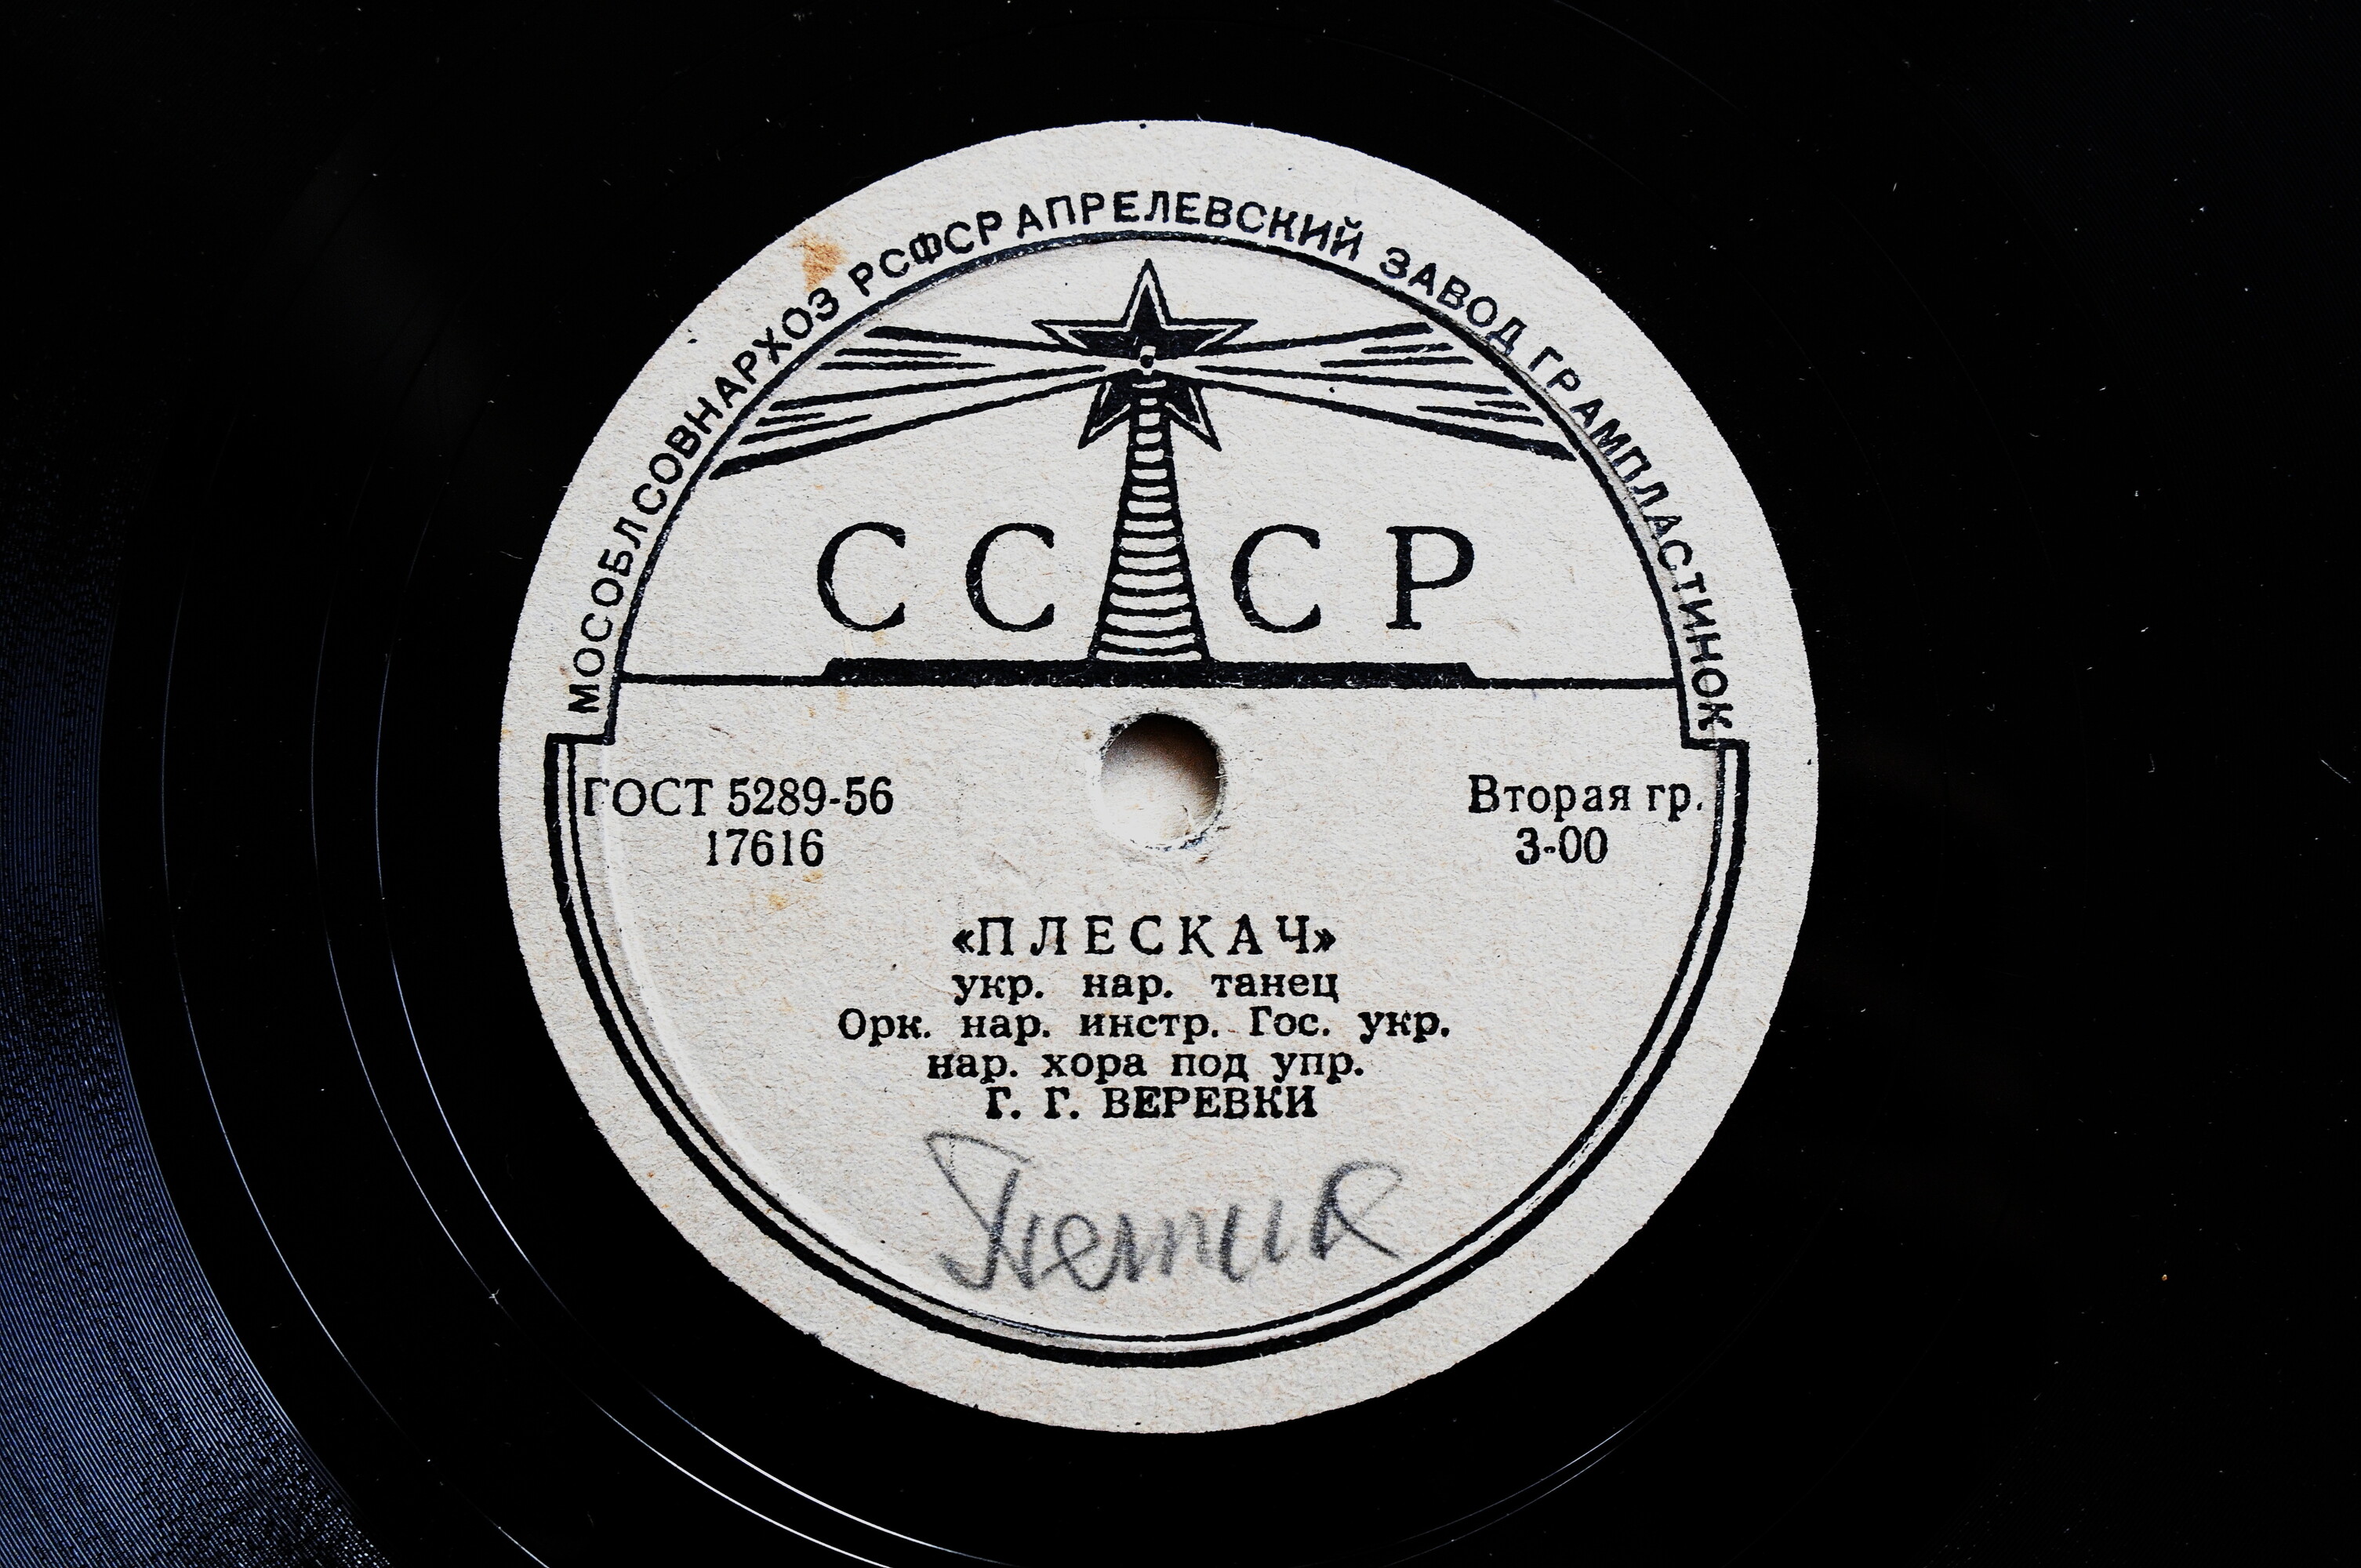 МОСОБЛСОВНАРХОЗ РСФСР АПРЕЛЕВСКИЙ ЗАВОД ГРАМПЛАСТИНОК
СССР
ГОСТ 5289-56
17616
Вторая гр.
3-00
«ПЛЕСКАЧ»
укр. нар. танец
Орк. нар. инстр. Гос. укр.
нар. хора под упр.
Г. Г. ВЕРЕВКИ